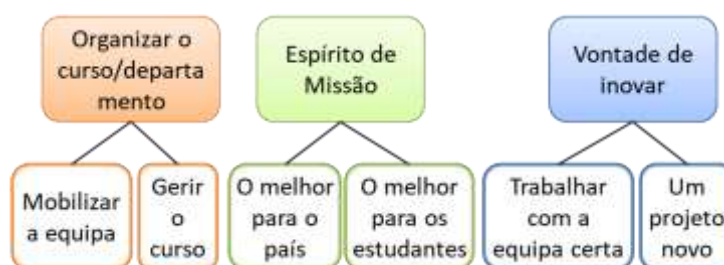 Organizar o
curso/departa
mento
Espírito de
Missão
Vontade de
inovar
Mobilizar
a equipa
Gerir
o
curso
O melhor
para o
país
O melhor
para os
estudantes
Trabalhar
com a
equipa certa
Um
projeto
novo